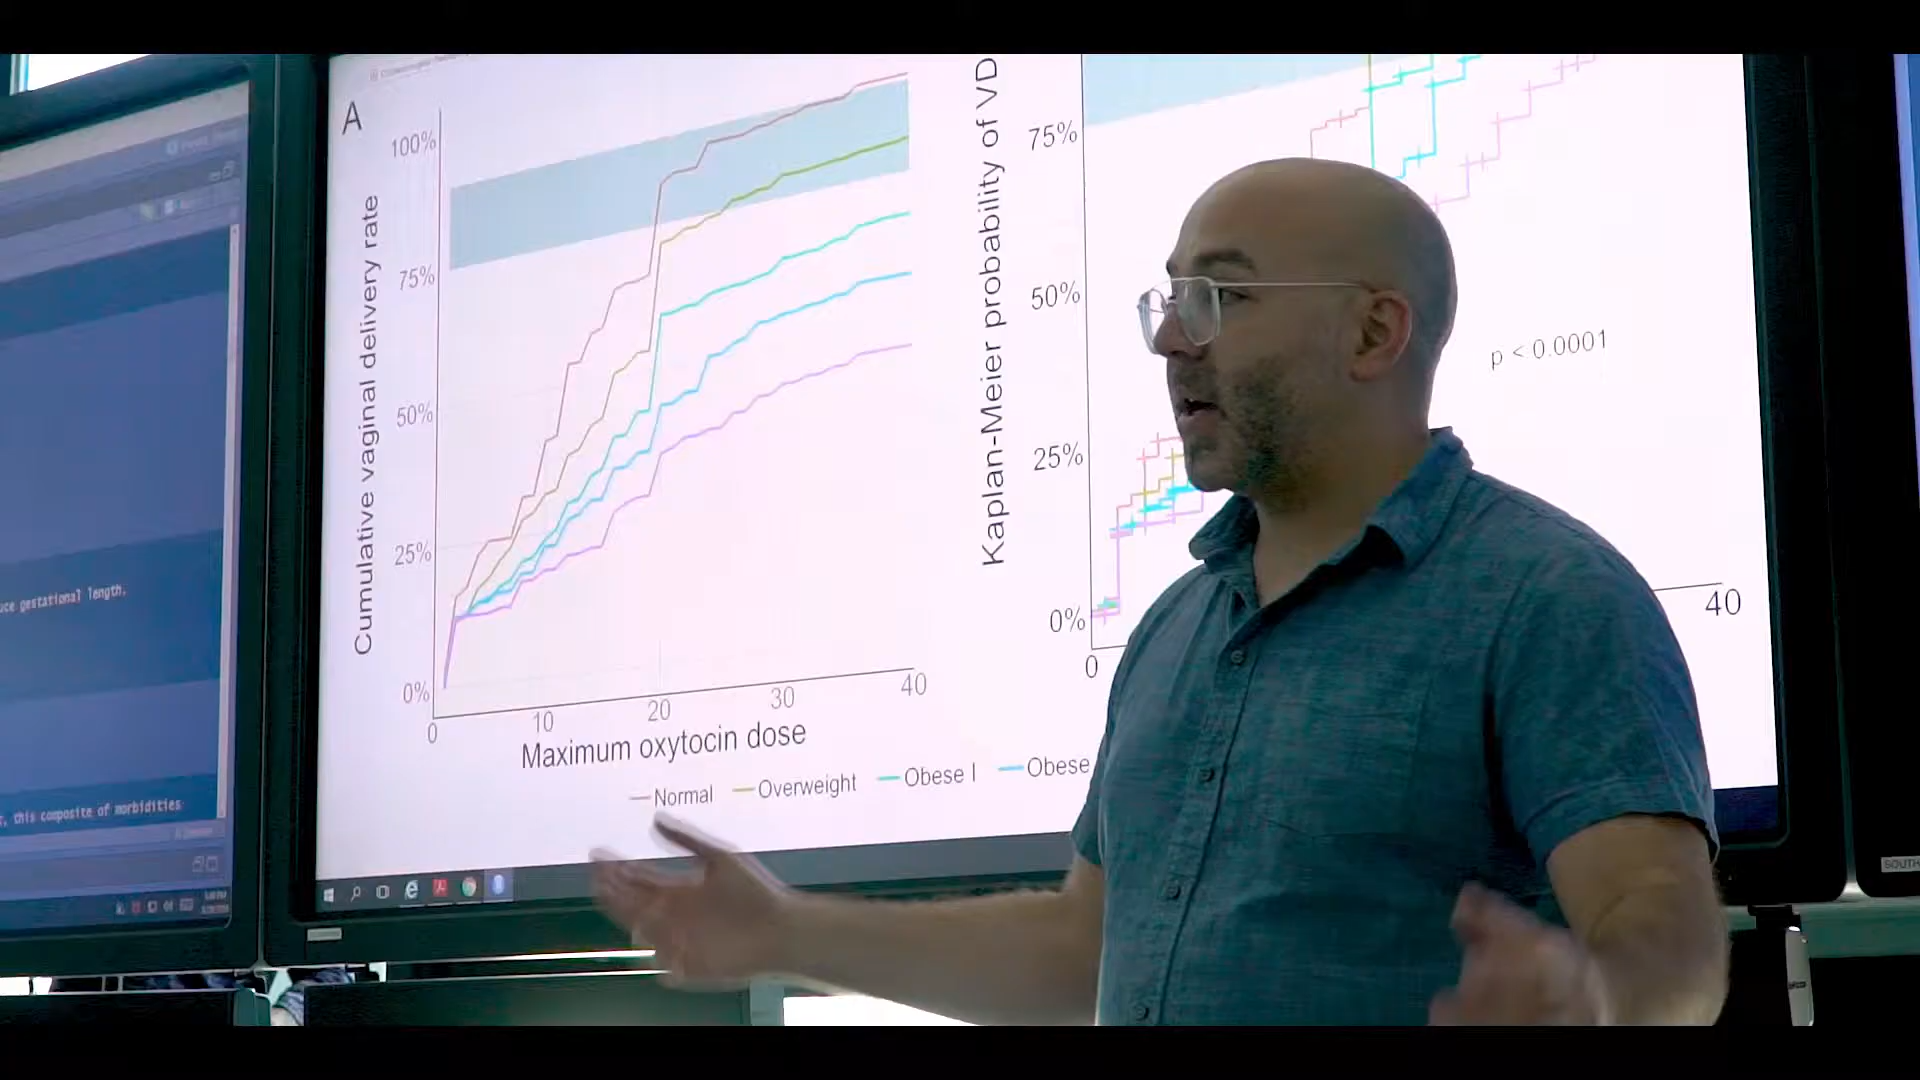 uce gestational length.
, this composite of morbidities
A
Cumulative vaginal delivery rate
100%
75%
50%
25%
0%
0
10
20
30
40
Maximum oxytocin dose
Kaplan-Meier probability of VD
75%
50%
25%
0%
0
40
p < 0.0001
Normal
Overweight
Obese I
Obese
SOUTH